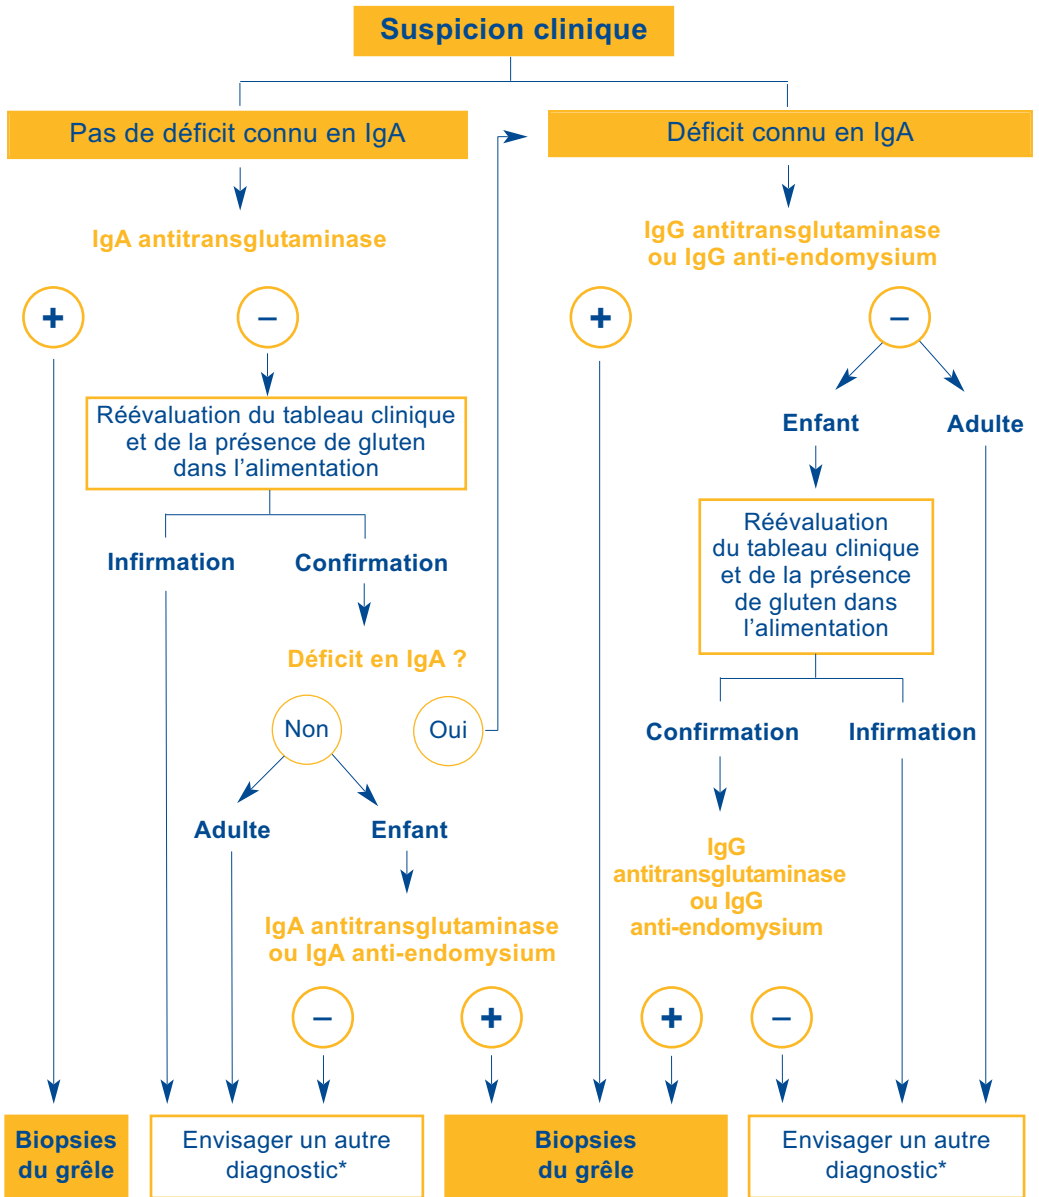 Suspicion clinique
Pas de déficit connu en IgA
Déficit connu en IgA
IgA antitransglutaminase
IgG antitransglutaminase
ou IgG anti-endomysium
+
–
+
–
Réévaluation du tableau clinique
et de la présence de gluten
dans l’alimentation
Enfant
Adulte
Réévaluation
du tableau clinique
et de la présence
de gluten dans
l’alimentation
Infirmation
Confirmation
Déficit en IgA ?
Non
Oui
Confirmation
Infirmation
Adulte
Enfant
IgG
antitransglutaminase
ou IgG
anti-endomysium
IgA antitransglutaminase
ou IgA anti-endomysium
–
+
+
–
Biopsies
du grêle
Envisager un autre
diagnostic*
Biopsies
du grêle
Envisager un autre
diagnostic*